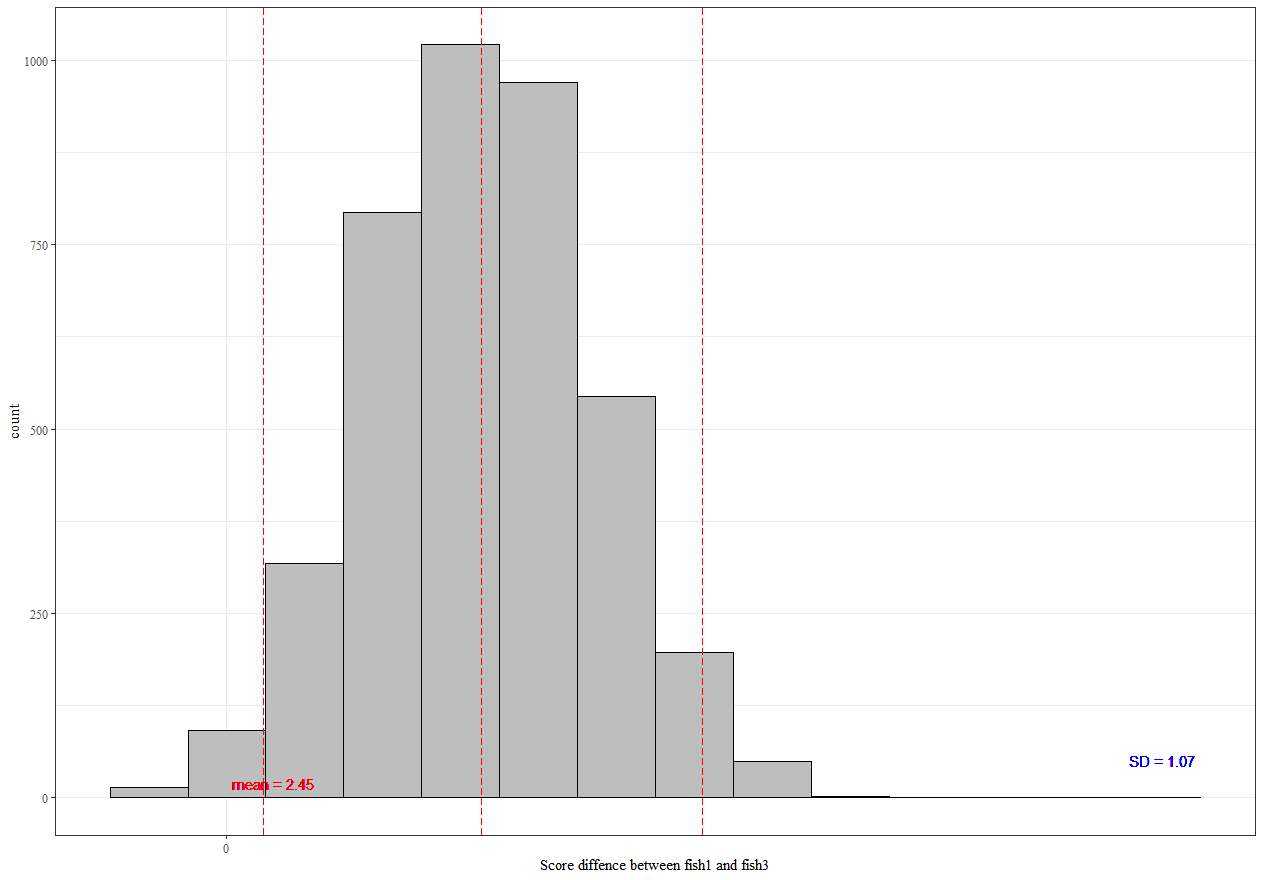 1000
750
count
500
250
SD = 1.07
mean = 2.45
0
0
Score diffence between fish1 and fish3